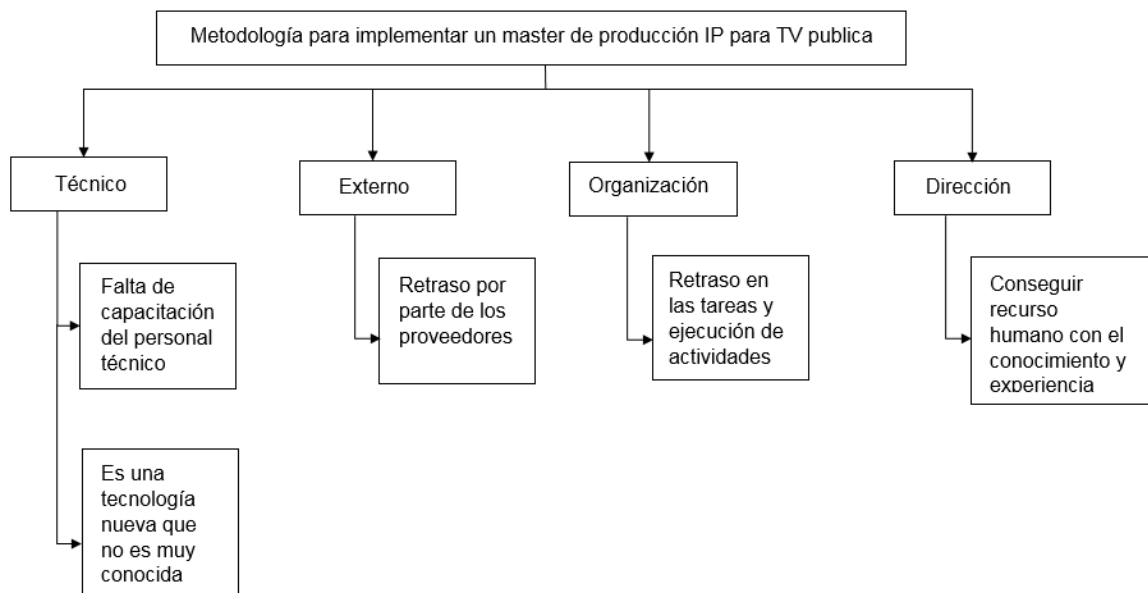 Metodología para implementar un master de producción IP para TV publica
Técnico
Externo
Organización
Dirección
Falta de
capacitación
del personal
técnico
Retraso por
parte de los
proveedores
Retraso en
las tareas y
ejecución de
actividades
Conseguir
recurso
humano con el
conocimiento y
experiencia
Es una
tecnología
nueva que
no es muy
conocida